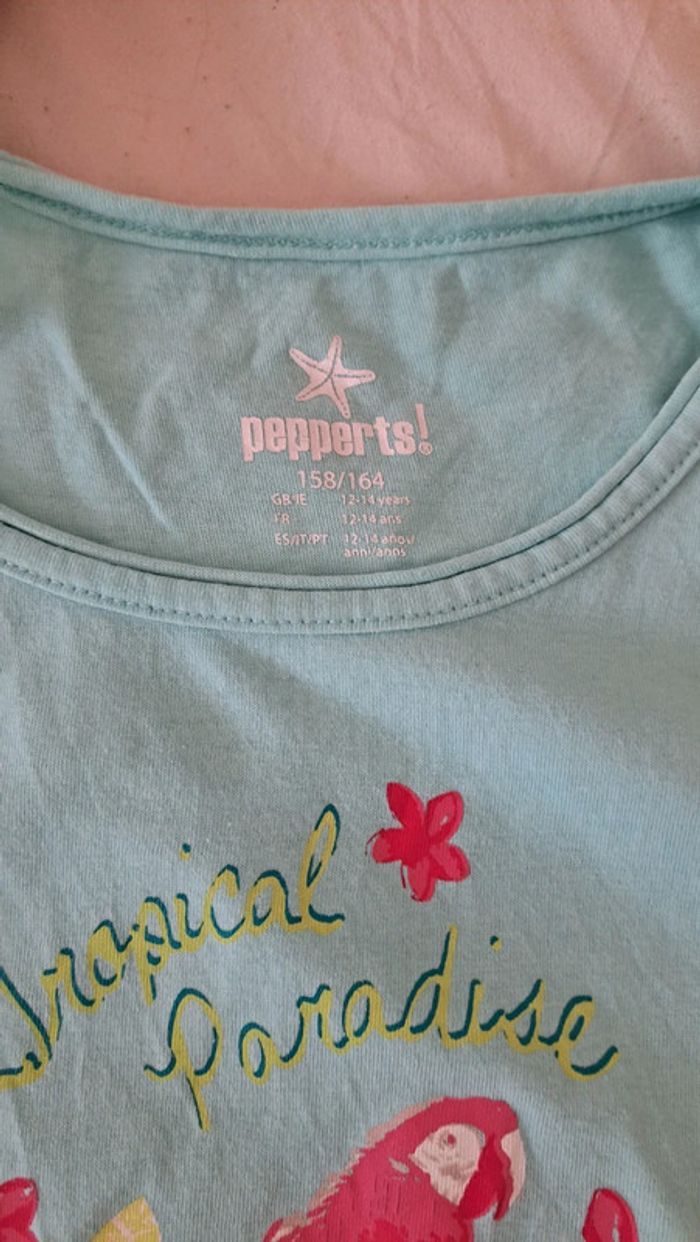 pepperts!®
158/164
GB/IE 12-14 years
FR 12-14 ans
ES/IT/PT 12-14 años/
anni/anos
Tropical
Paradise